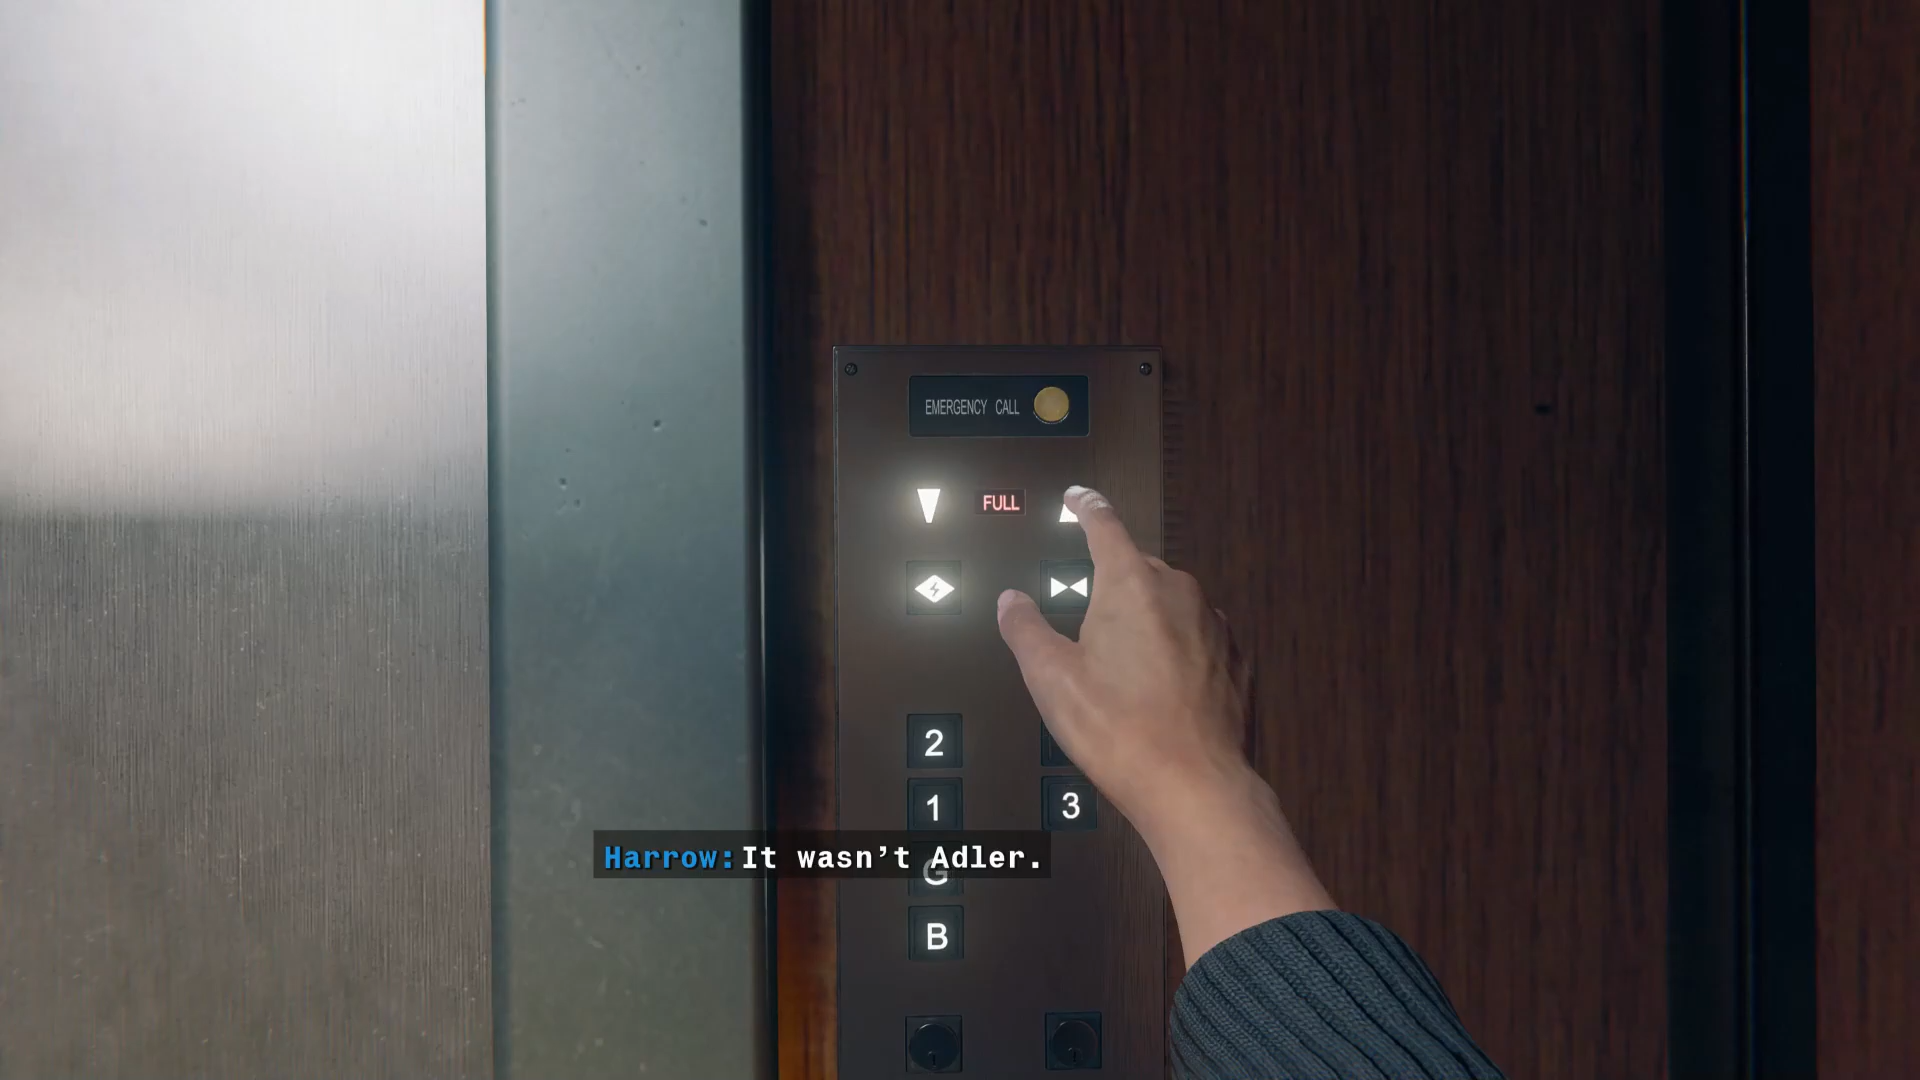 EMERGENCY CALL
FULL
2
1
3
Harrow: It wasn’t Adler.
G
B